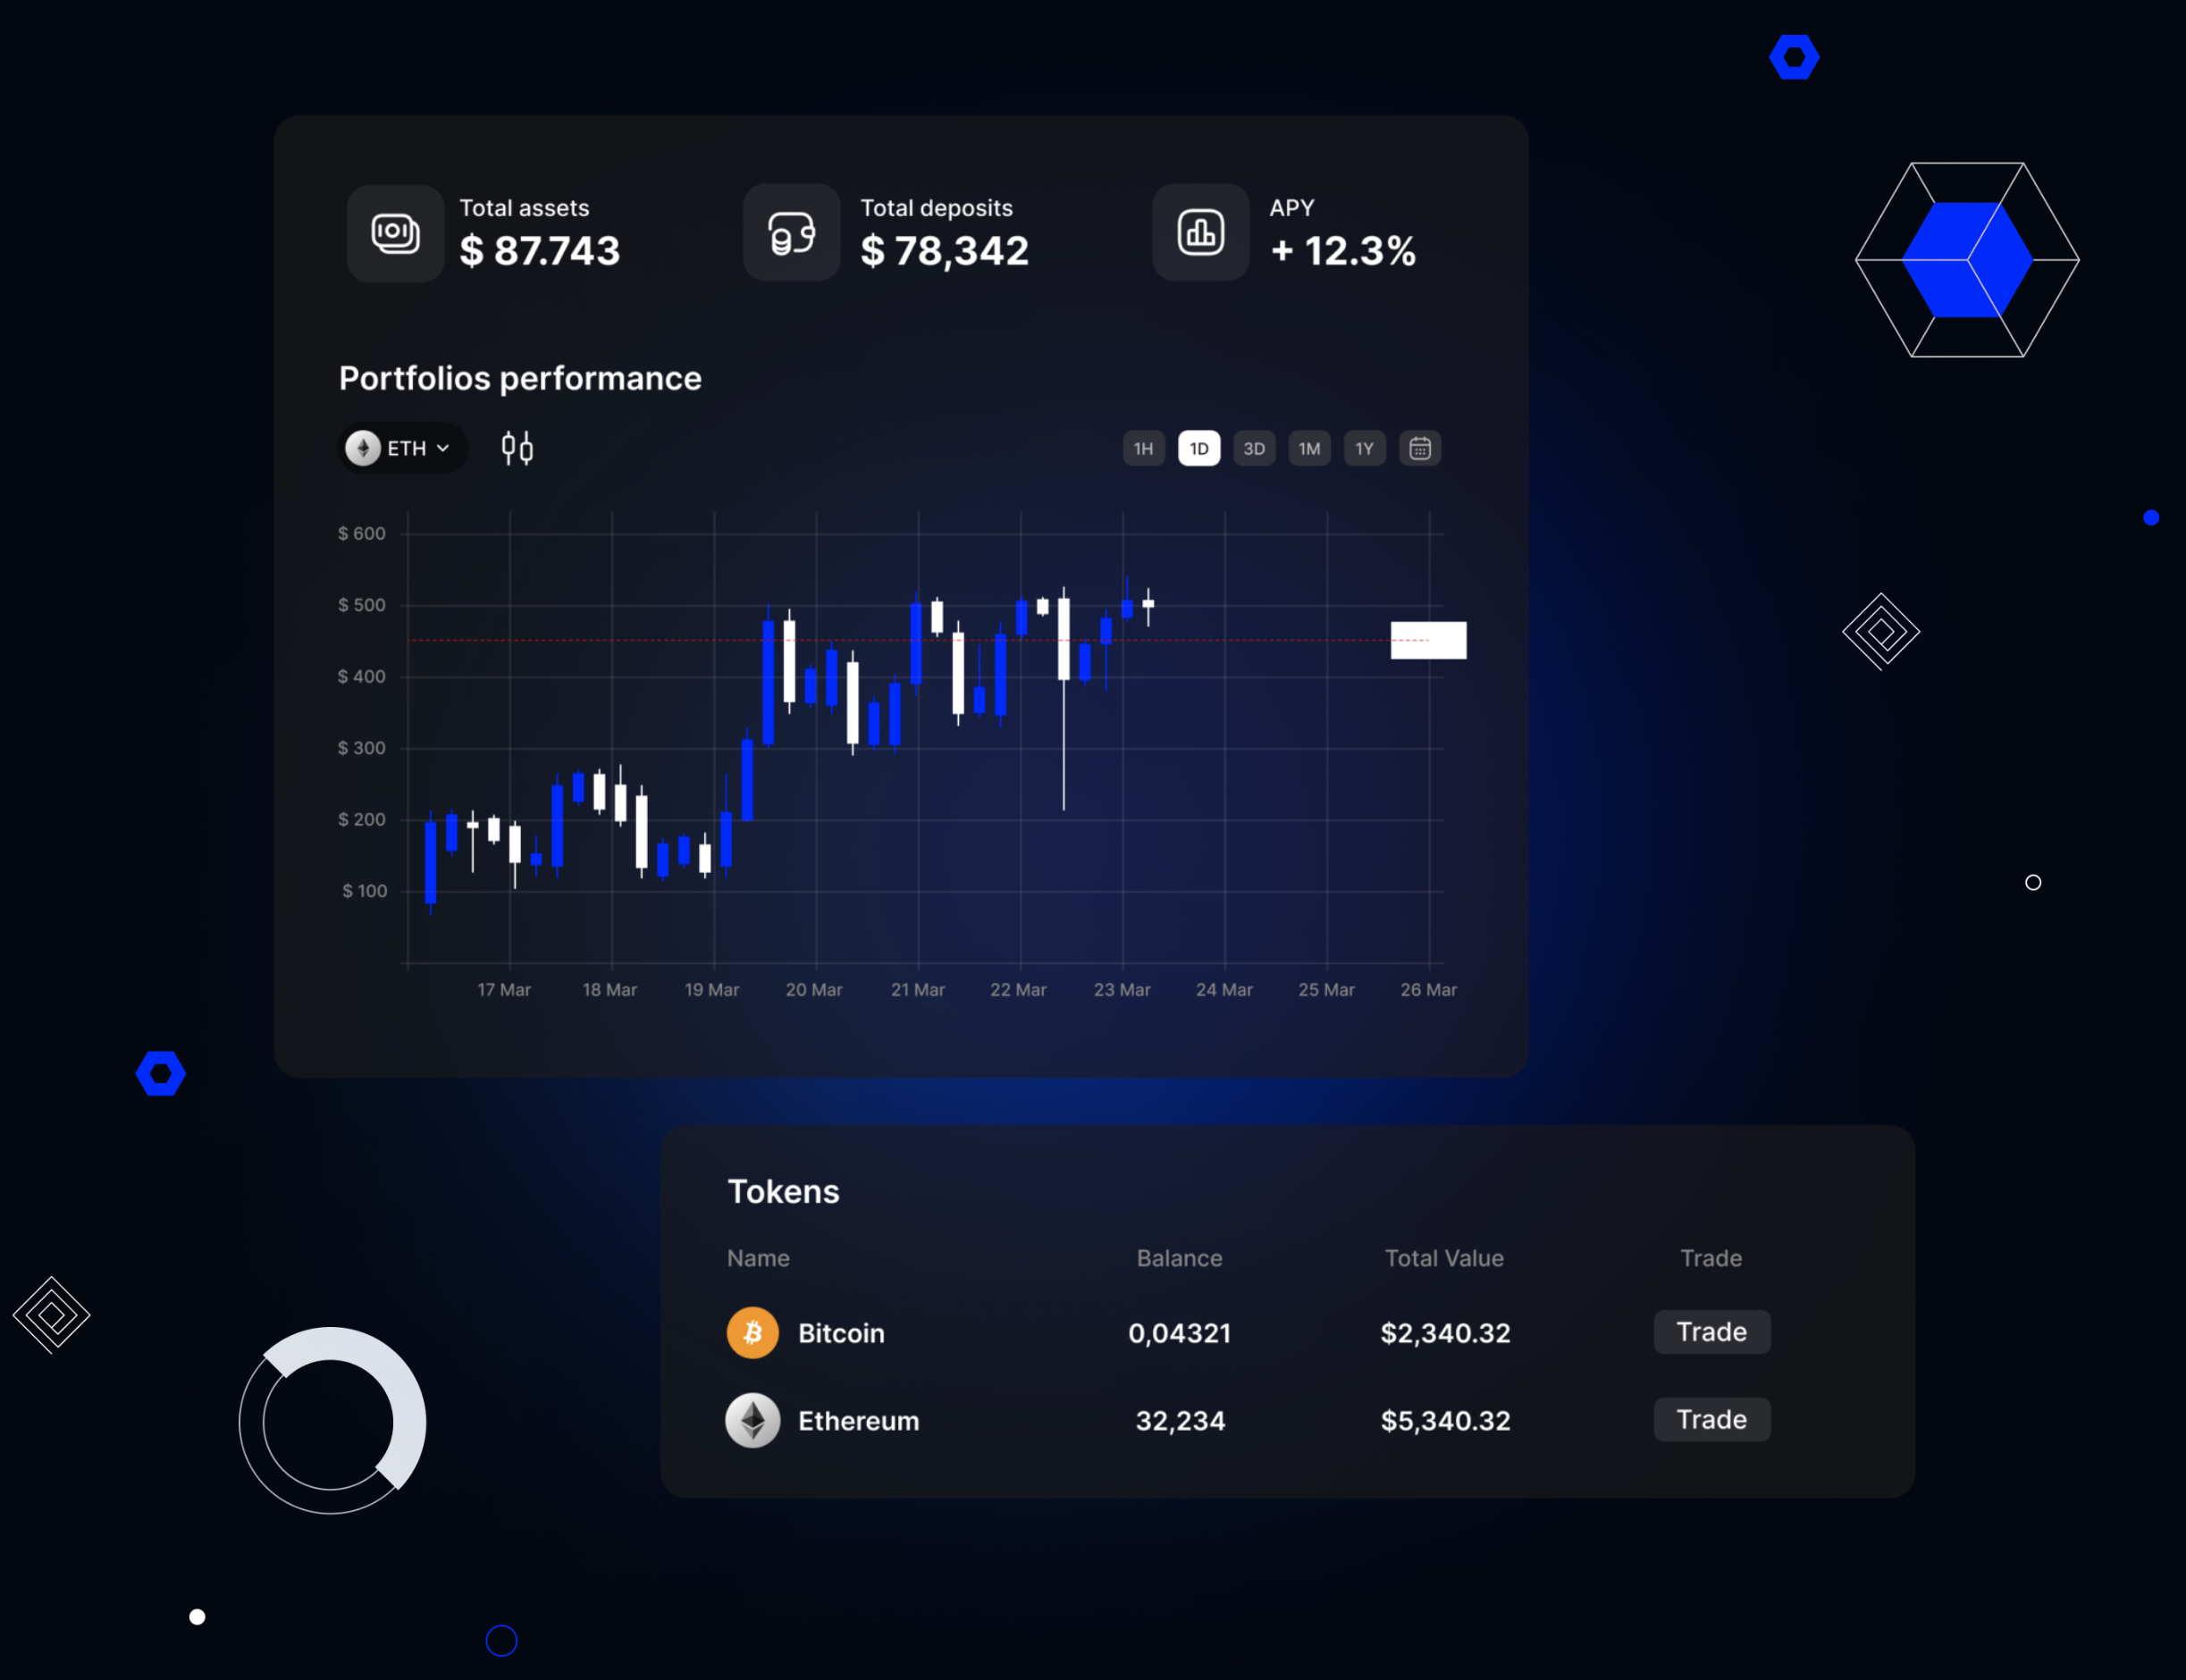 Total assets
$ 87.743
Total deposits
$ 78,342
APY
+ 12.3%
Portfolios performance
ETH
1H 1D 3D 1M 1Y
$ 600
$ 500
$ 400
$ 300
$ 200
$ 100
17 Mar 18 Mar 19 Mar 20 Mar 21 Mar 22 Mar 23 Mar 24 Mar 25 Mar 26 Mar
Tokens
Name Balance Total Value Trade
Bitcoin 0,04321 $2,340.32 Trade
Ethereum 32,234 $5,340.32 Trade